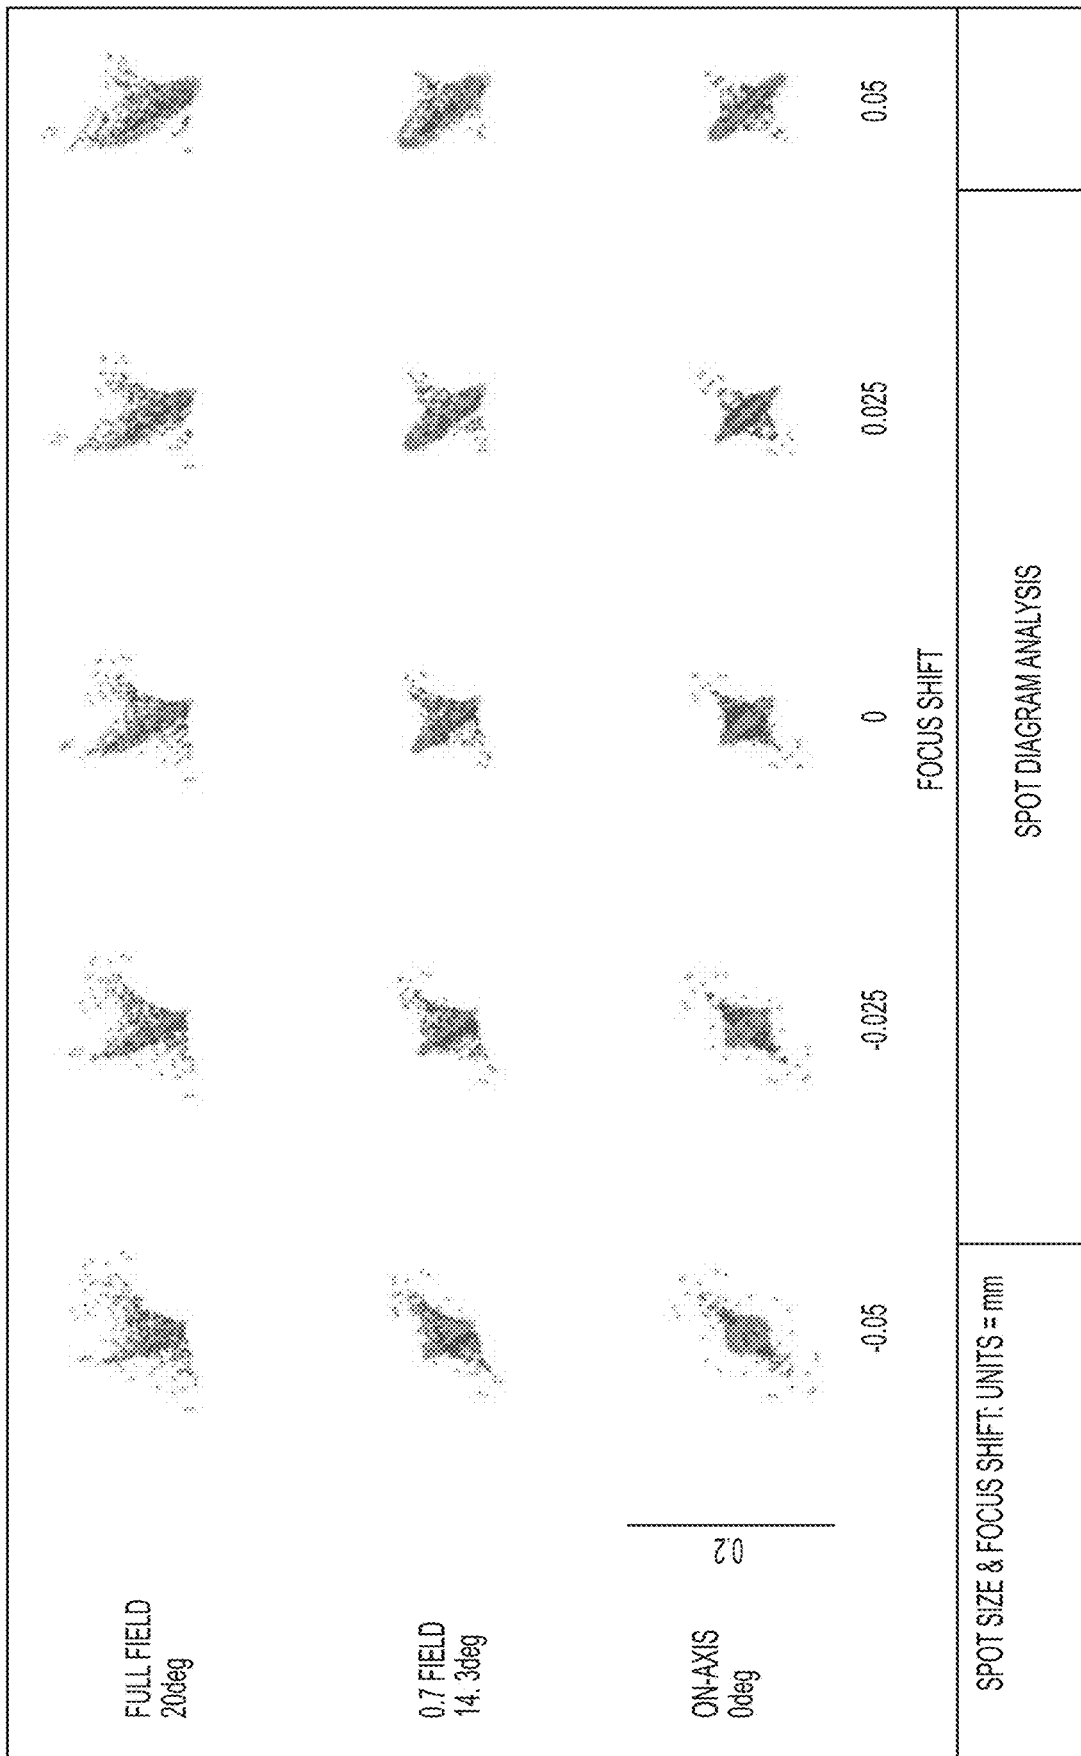 FULL FIELD
20deg
0.7 FIELD
14. 3deg
ON-AXIS
0deg
0.2
-0.05
-0.025
0
0.025
0.05
FOCUS SHIFT
SPOT SIZE & FOCUS SHIFT: UNITS = mm
SPOT DIAGRAM ANALYSIS